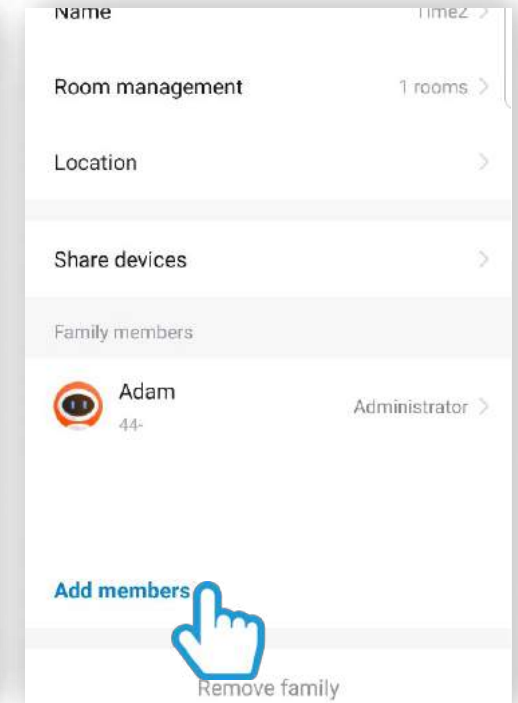 Name Time2
Room management 1 rooms
Location
Share devices
Family members
Adam
44-
Administrator
Add members
Remove family